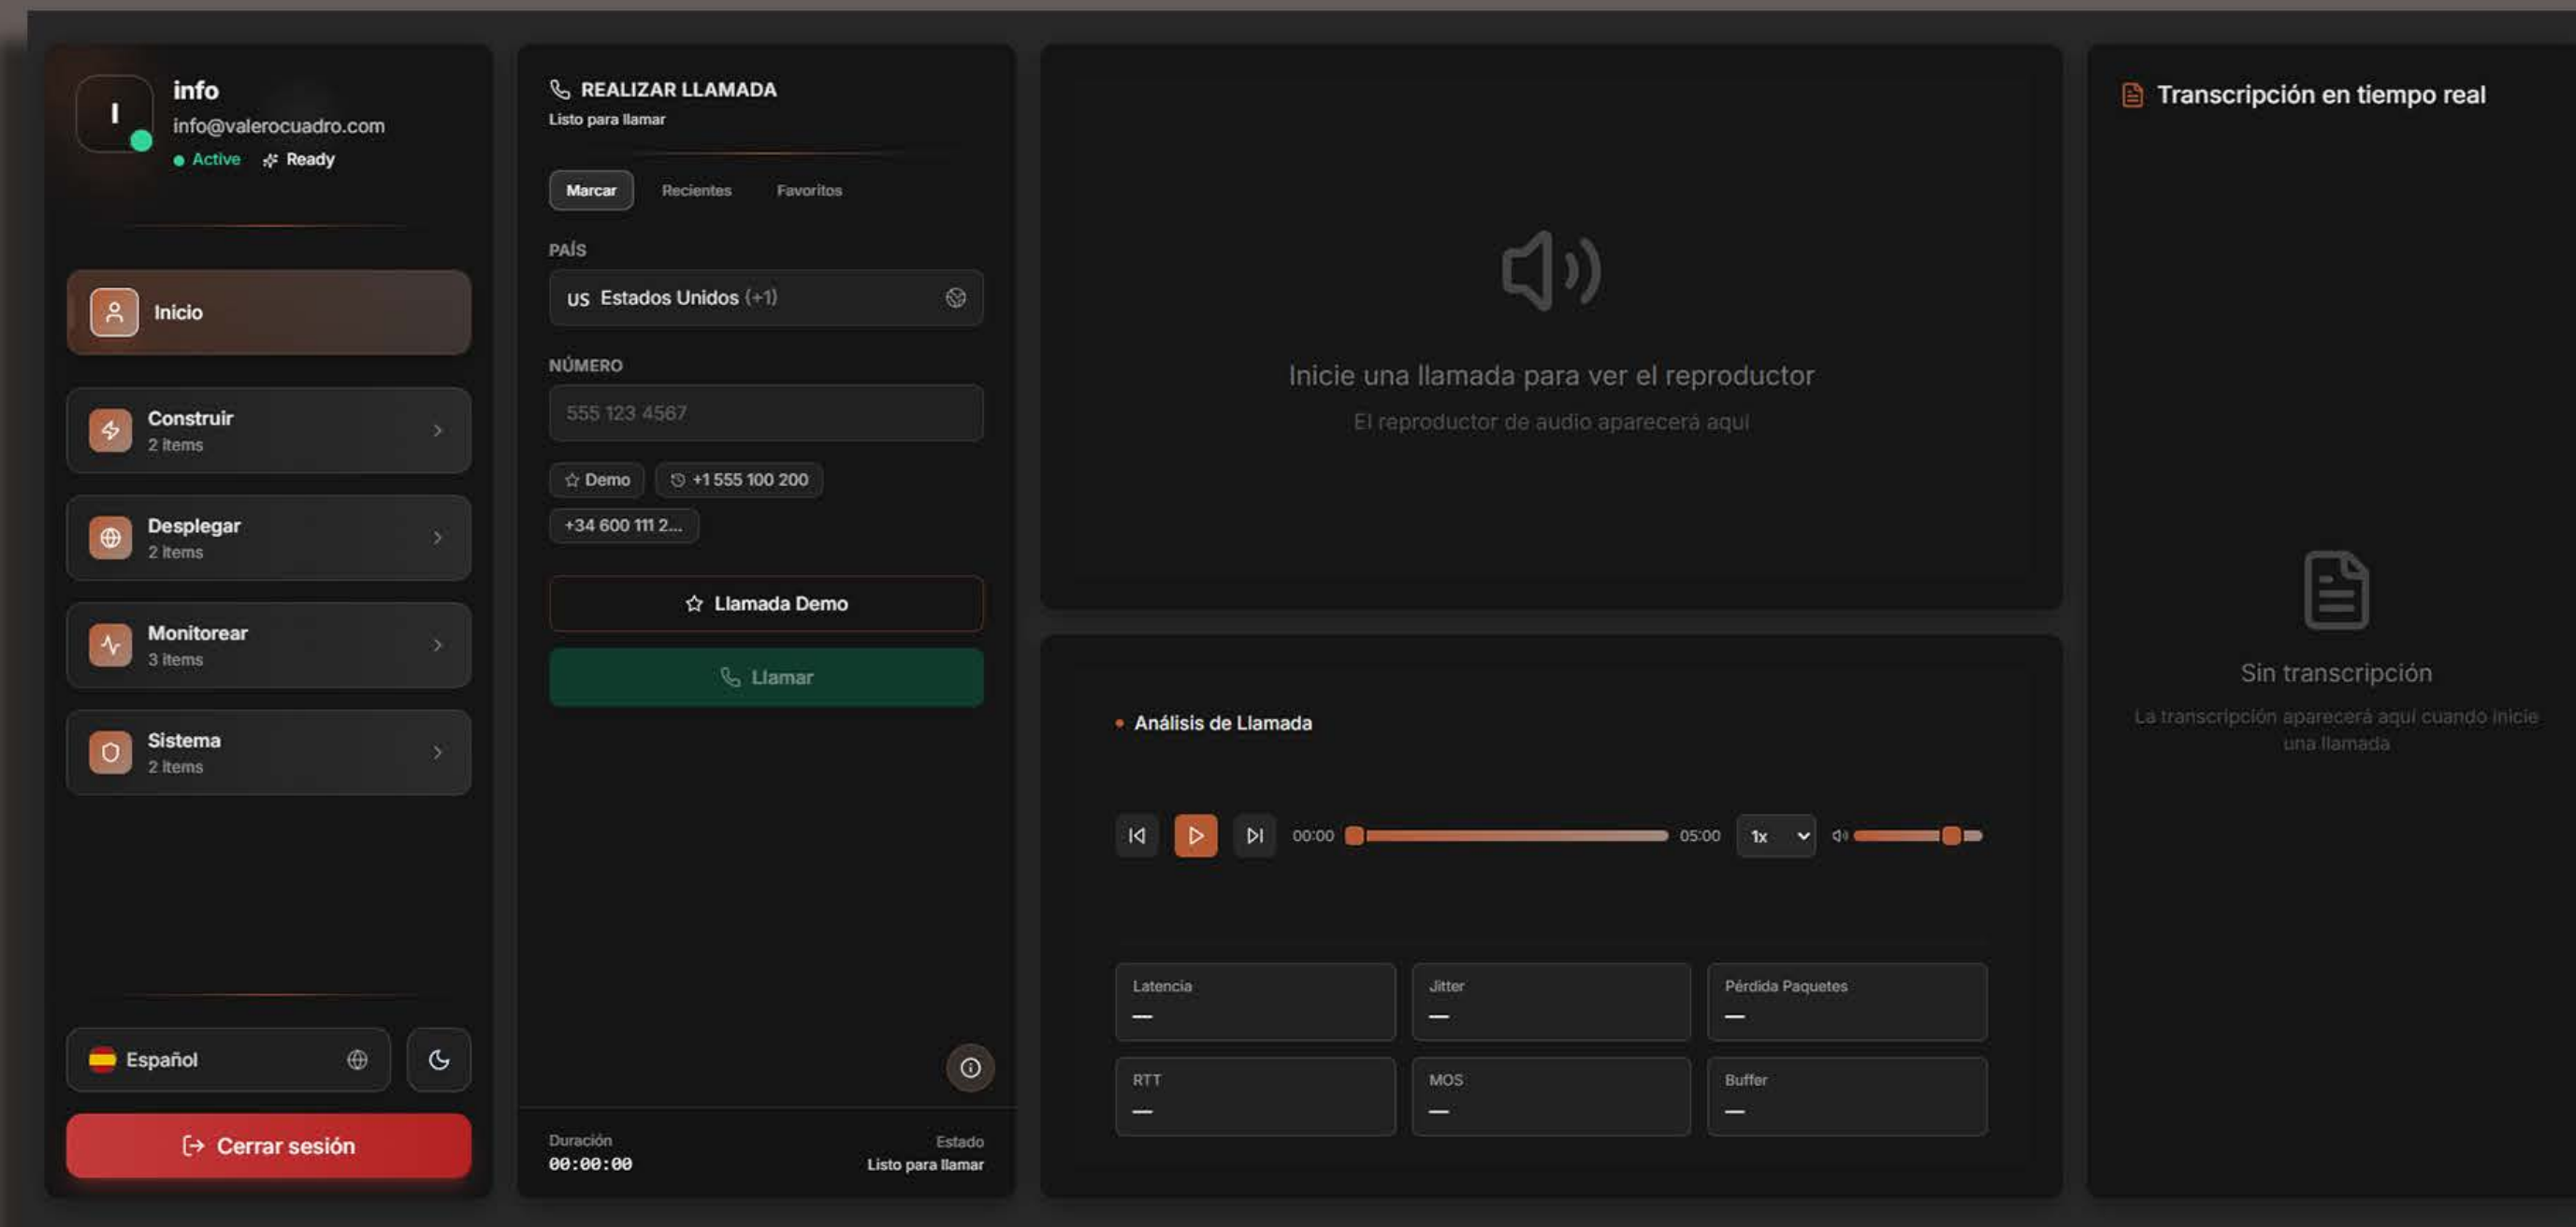 I
info
info@valerocuadro.com
Active Ready
Inicio
Construir
2 items
Desplegar
2 items
Monitorear
3 items
Sistema
2 items
Español
Cerrar sesión
REALIZAR LLAMADA
Listo para llamar
Marcar Recientes Favoritos
PAÍS
US Estados Unidos (+1)
NÚMERO
555 123 4567
Demo +1 555 100 200
+34 600 111 2...
Llamada Demo
Llamar
Duración Estado
00:00:00 Listo para llamar
Inicie una llamada para ver el reproductor
El reproductor de audio aparecerá aquí
Análisis de Llamada
00:00 05:00 1x
Latencia Jitter Pérdida Paquetes
— — —
RTT MOS Buffer
— — —
Transcripción en tiempo real
Sin transcripción
La transcripción aparecerá aquí cuando inicie
una llamada